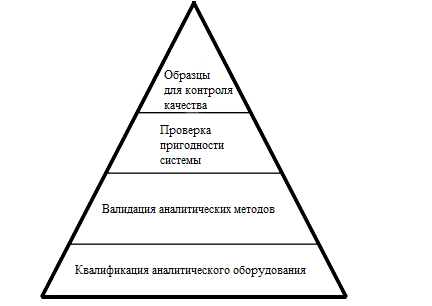 Образцы
для контроля
качества
Проверка
пригодности
системы
Валидация аналитических методов
Квалификация аналитического оборудования